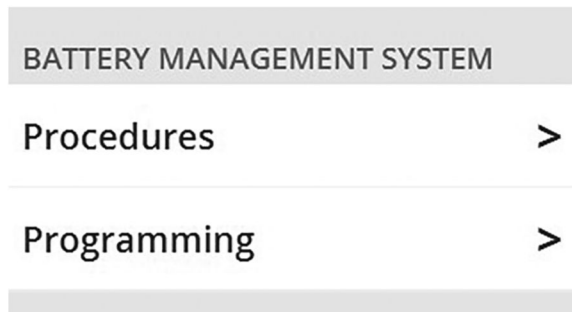 BATTERY MANAGEMENT SYSTEM
Procedures >
Programming >